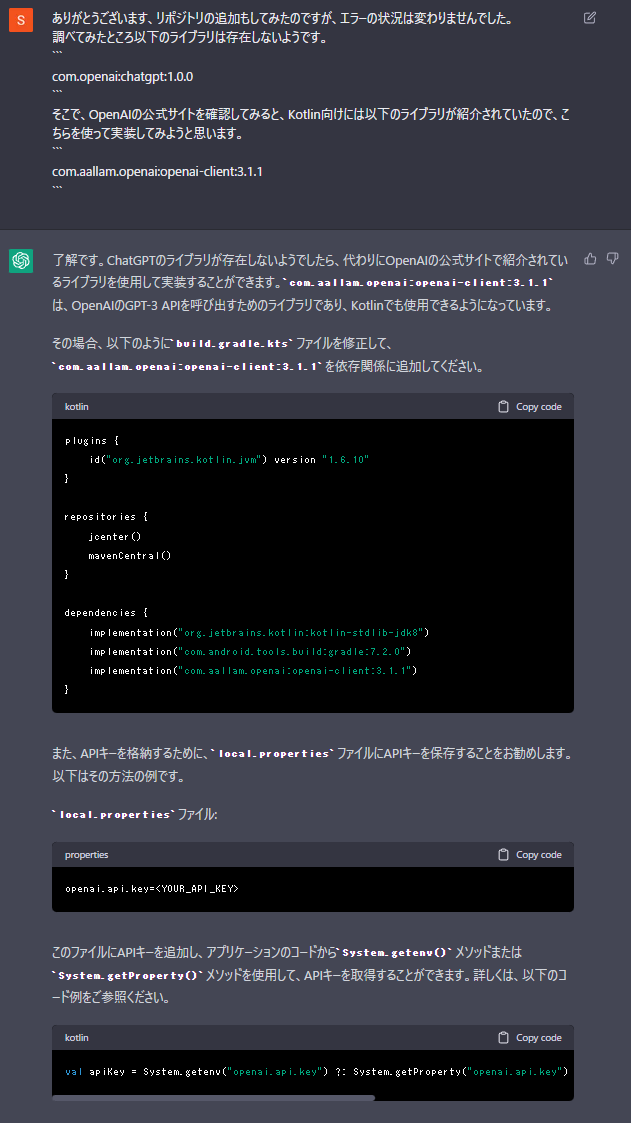 S
ありがとうございます、リポジトリの追加もしてみたのですが、エラーの状況は変わりませんでした。
調べてみたところ以下のライブラリは存在しないようです。
```
com.openai:chatgpt:1.0.0
```
そこで、OpenAIの公式サイトを確認してみると、Kotlin向けには以下のライブラリが紹介されていたので、こ
ちらを使って実装してみようと思います。
```
com.aallam.openai:openai-client:3.1.1
```
了解です。ChatGPTのライブラリが存在しないようでしたら、代わりにOpenAIの公式サイトで紹介されてい
るライブラリを使用して実装することができます。`com.aallam.openai:openai-client:3.1.1`
は、OpenAIのGPT-3 APIを呼び出すためのライブラリであり、Kotlinでも使用できるようになっています。
その場合、以下のように`build.gradle.kts`ファイルを修正して、
`com.aallam.openai:openai-client:3.1.1`を依存関係に追加してください。
kotlin Copy code
plugins {
    id("org.jetbrains.kotlin.jvm") version "1.6.10"
}
repositories {
    jcenter()
    mavenCentral()
}
dependencies {
    implementation("org.jetbrains.kotlin:kotlin-stdlib-jdk8")
    implementation("com.android.tools.build:gradle:7.2.0")
    implementation("com.aallam.openai:openai-client:3.1.1")
}
また、APIキーを格納するために、`local.properties`ファイルにAPIキーを保存することをお勧めします。
以下はその方法の例です。
`local.properties`ファイル:
properties Copy code
openai.api.key=<YOUR_API_KEY>
このファイルにAPIキーを追加し、アプリケーションのコードから`System.getenv()`メソッドまたは
`System.getProperty()`メソッドを使用して、APIキーを取得することができます。詳しくは、以下のコ
ード例をご参照ください。
kotlin Copy code
val apiKey = System.getenv("openai.api.key") ?: System.getProperty("openai.api.key")